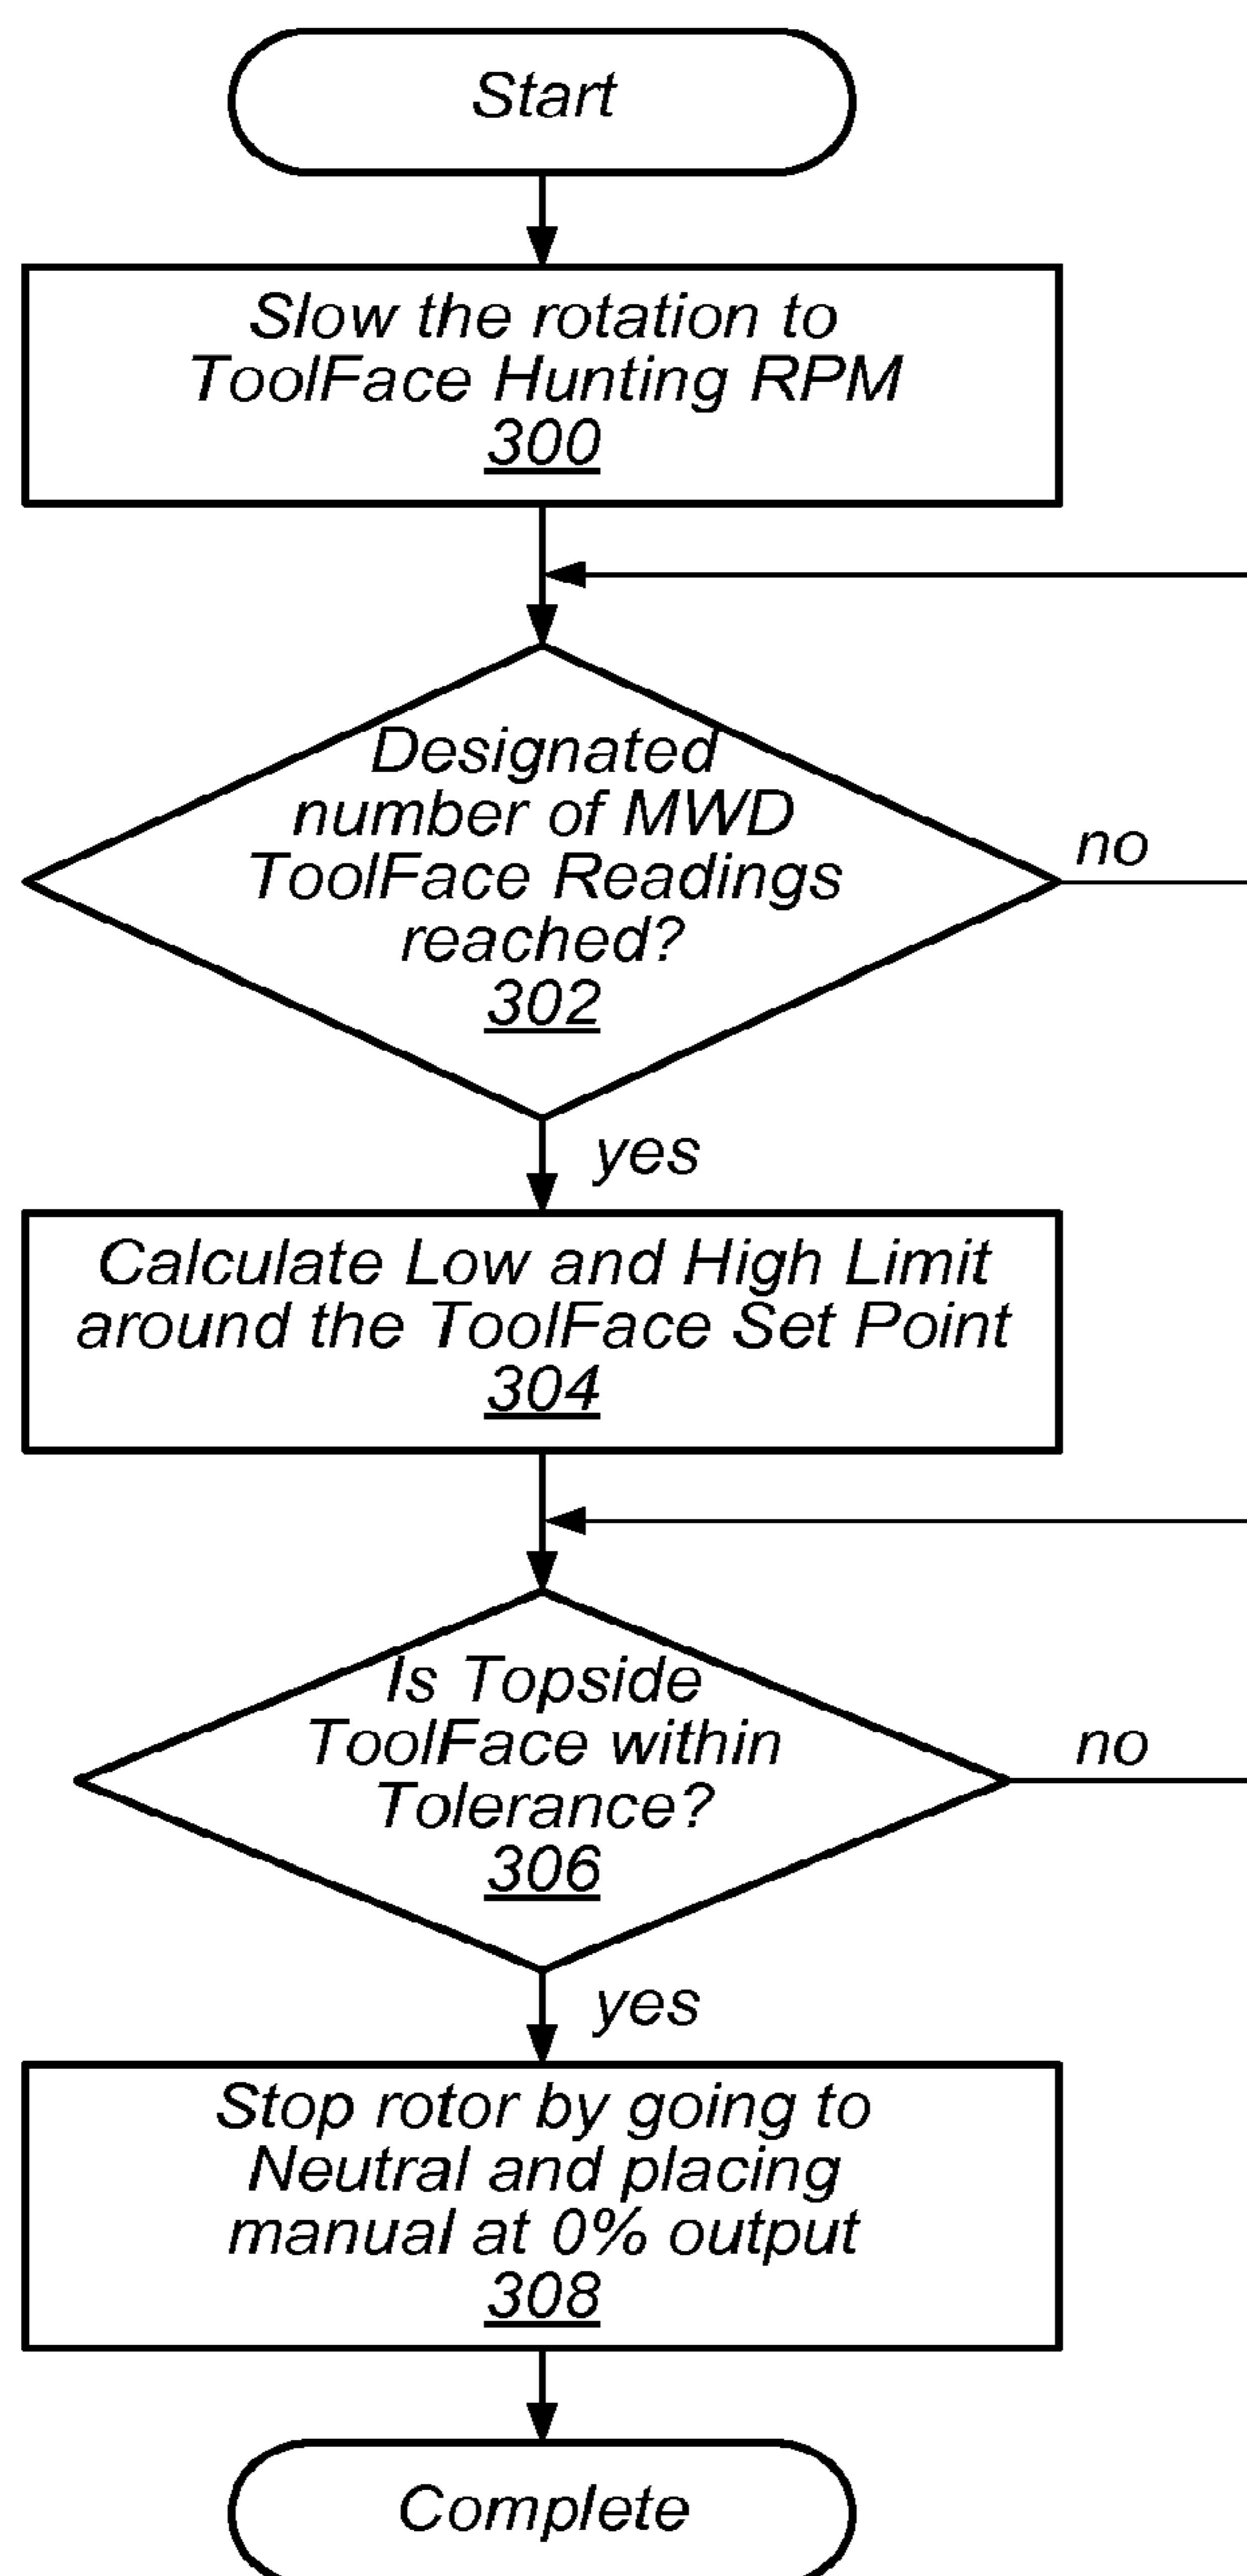 Start
Slow the rotation to
ToolFace Hunting RPM
300
Designated
number of MWD
ToolFace Readings
reached?
302
no
yes
Calculate Low and High Limit
around the ToolFace Set Point
304
Is Topside
ToolFace within
Tolerance?
306
no
yes
Stop rotor by going to
Neutral and placing
manual at 0% output
308
Complete